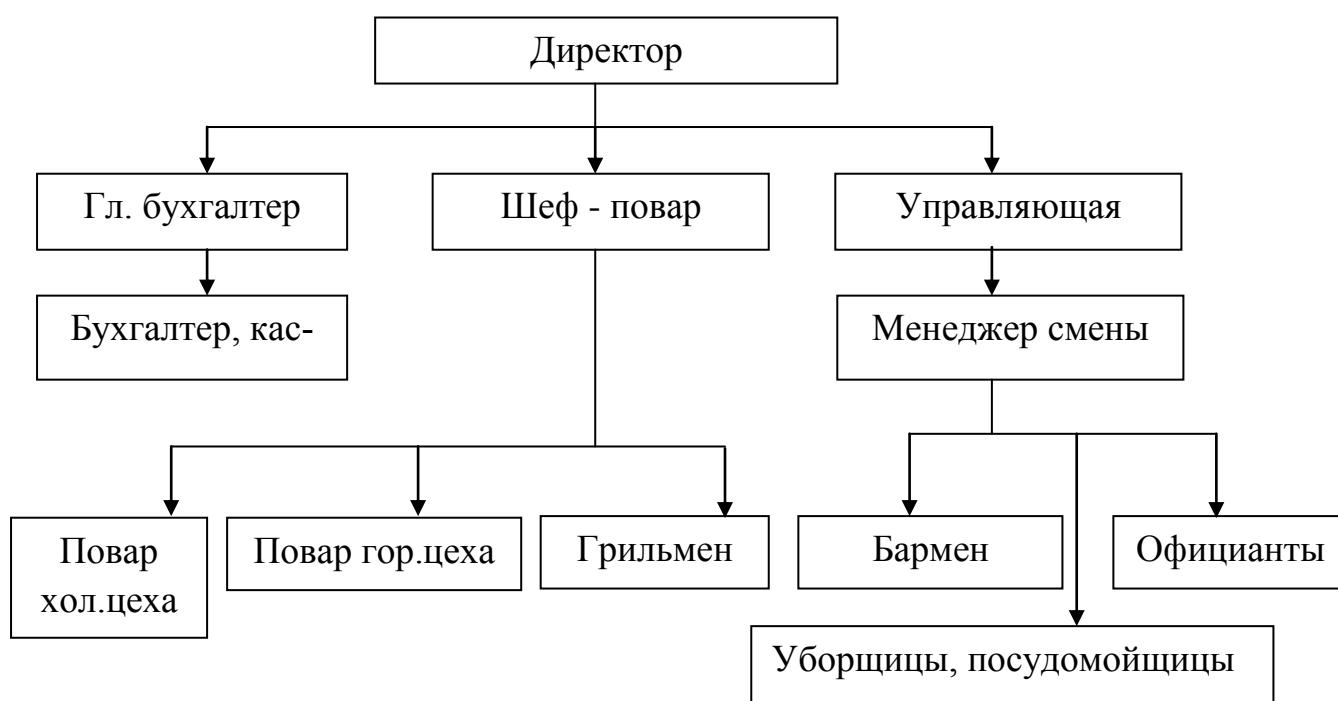 Директор
Гл. бухгалтер
Шеф - повар
Управляющая
Бухгалтер, кас-
Менеджер смены
Повар
хол.цеха
Повар гор.цеха
Грильмен
Бармен
Официанты
Уборщицы, посудомойщицы